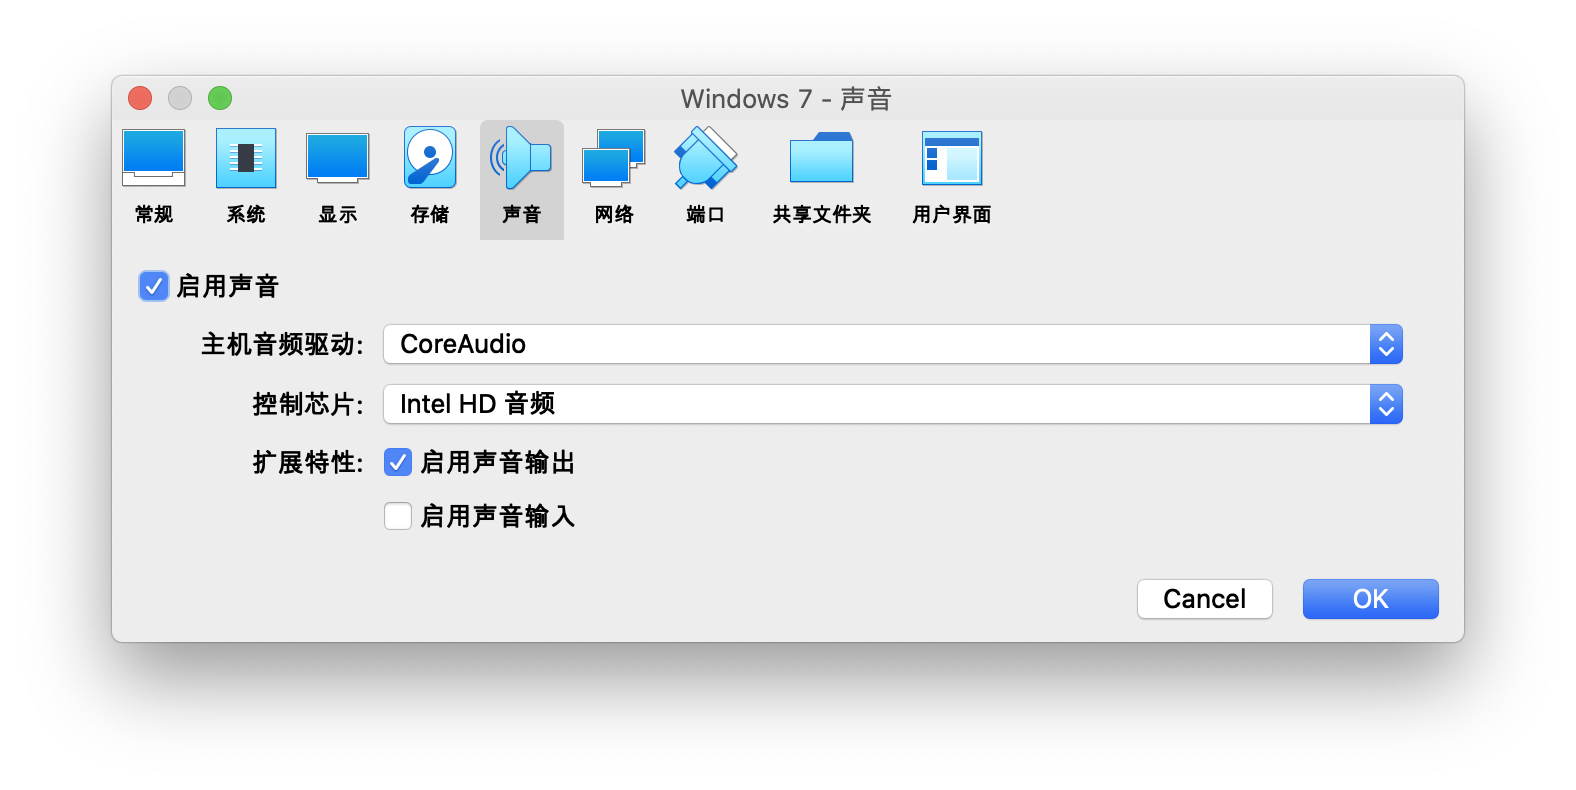 Windows 7 - 声音
常规 系统 显示 存储 声音 网络 端口 共享文件夹 用户界面
启用声音
主机音频驱动: CoreAudio
控制芯片: Intel HD 音频
扩展特性: 启用声音输出
启用声音输入
Cancel OK